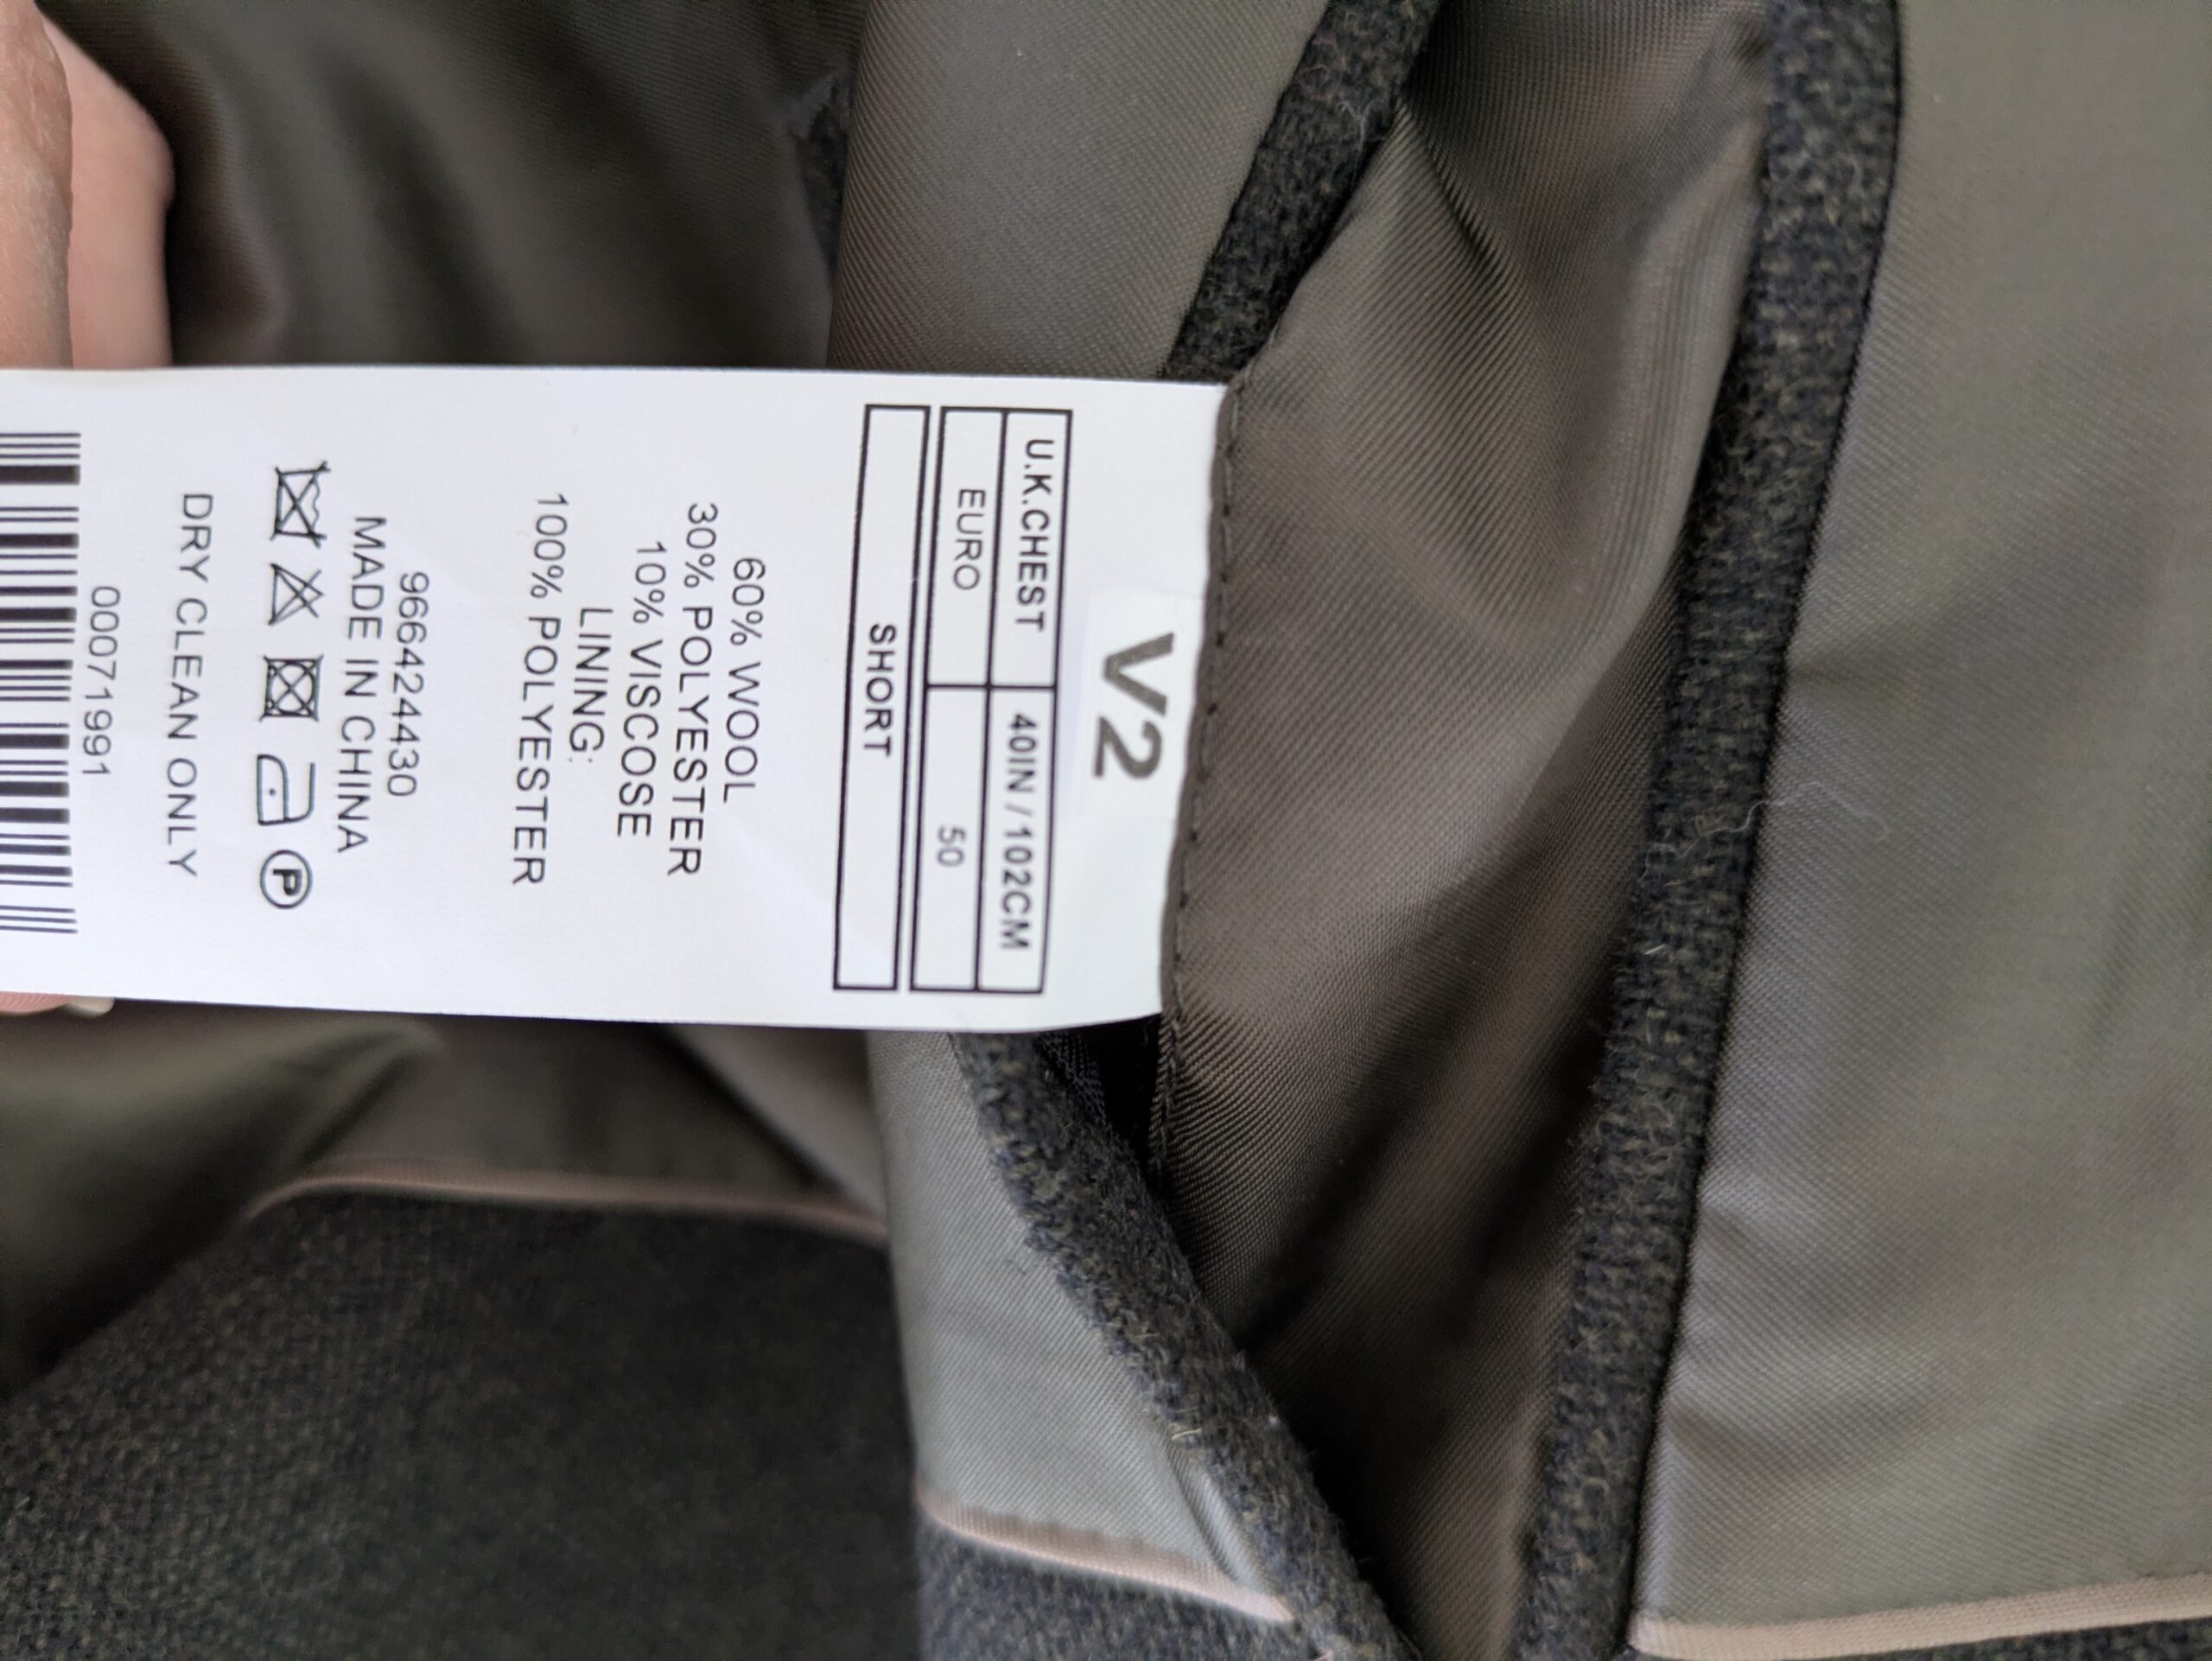 V2
U.K.CHEST 40IN / 102CM
EURO 50
SHORT
60% WOOL
30% POLYESTER
10% VISCOSE
LINING:
100% POLYESTER
966424430
MADE IN CHINA
P
DRY CLEAN ONLY
000719991